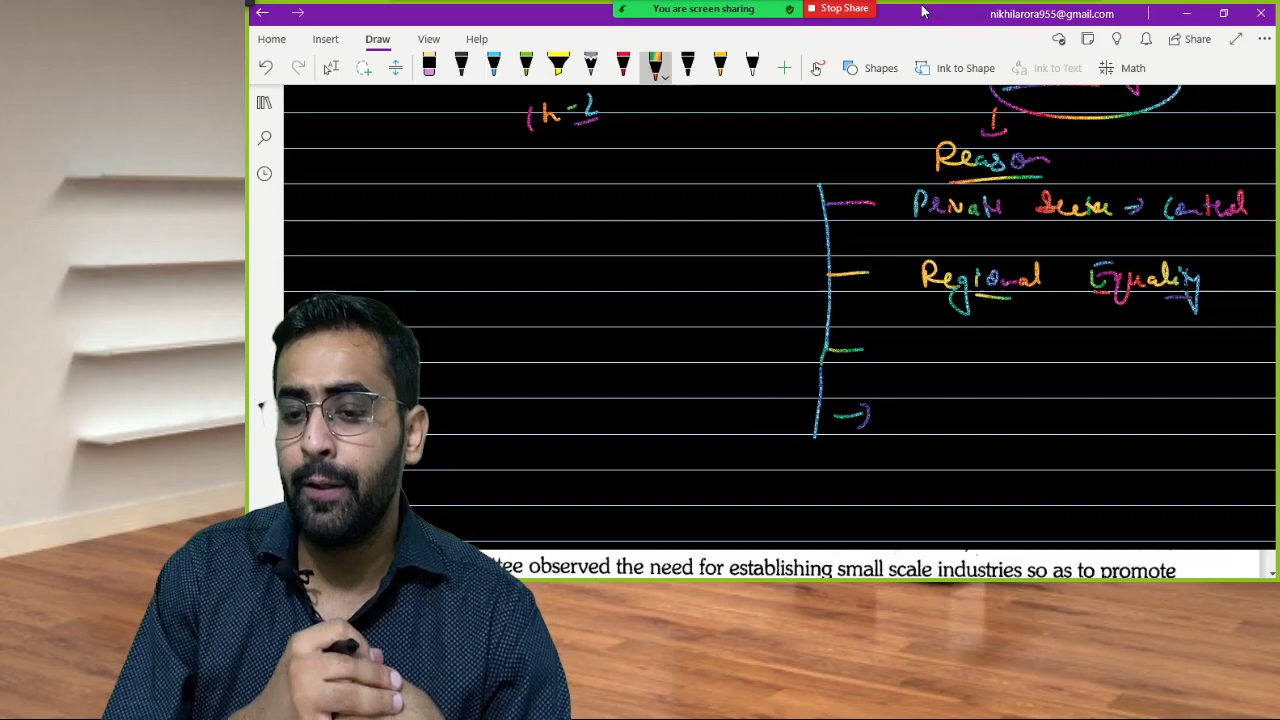 You are screen sharing
Stop Share
nikhilarora955@gmail.com
Home Insert Draw View Help
Share
Shapes
Ink to Shape
Ink to Text
Math
Ch-2
Reason
Private Sector → Control
Regional Equality
ttee observed the need for establishing small scale industries so as to promote